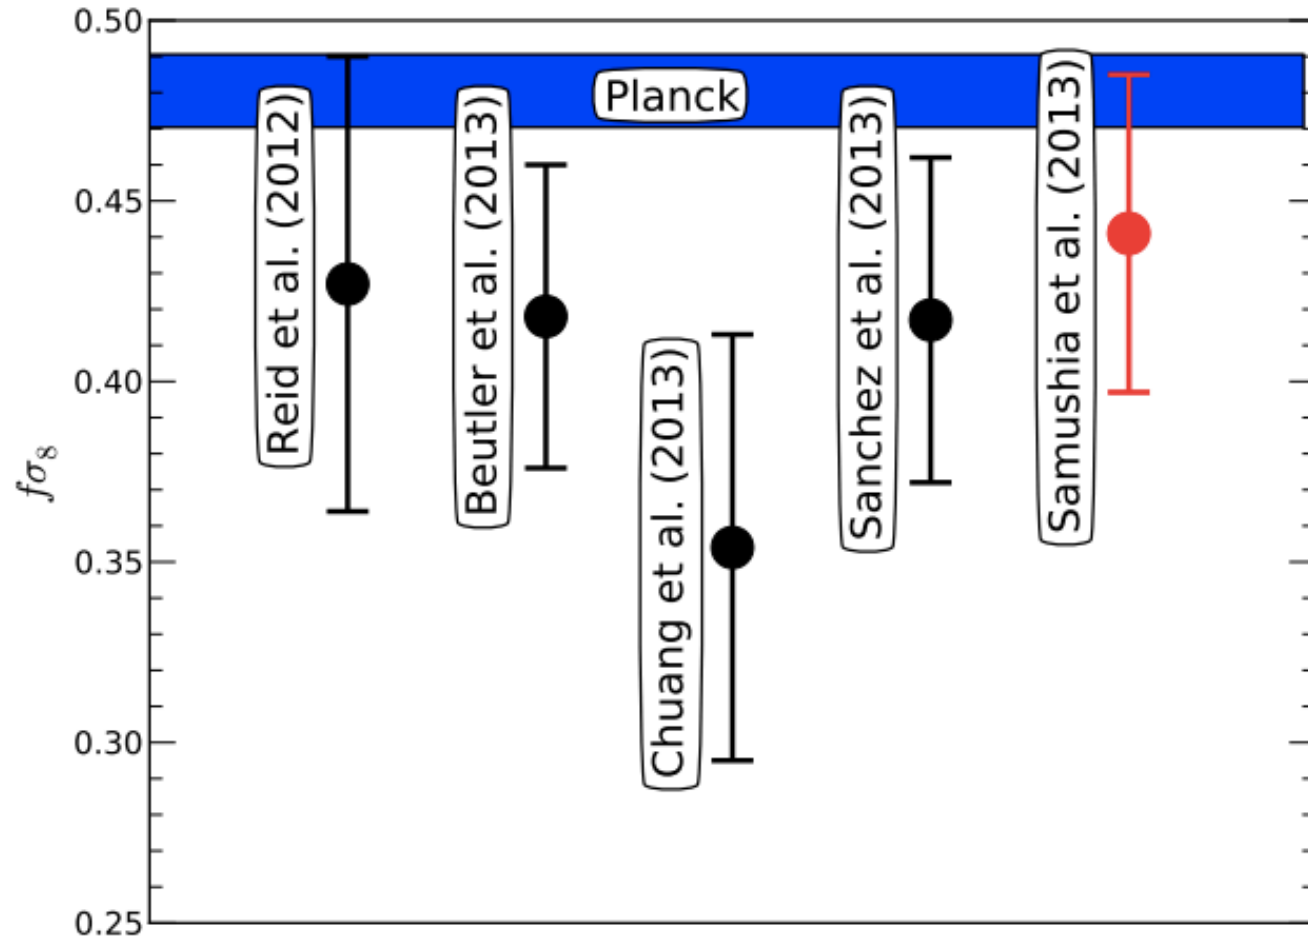 0.50
0.45
0.40
0.35
0.30
0.25
fσ8
Planck
Reid et al. (2012)
Beutler et al. (2013)
Chuang et al. (2013)
Sanchez et al. (2013)
Samushia et al. (2013)